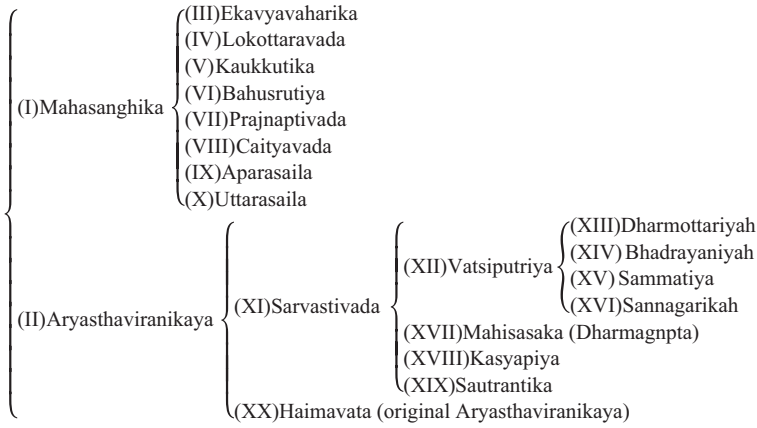 (III)Ekavyavaharika
(IV)Lokottaravada
(V)Kaukkutika
(I)Mahasanghika
(VI)Bahusrutiya
(VII)Prajnaptivada
(VIII)Caityavada
(IX)Aparasaila
(X)Uttarasaila
(XIII)Dharmottariyah
(XIV) Bhadrayaniyah
(XII)Vatsiputriya
(XV) Sammatiya
(XVI)Sannagarikah
(II)Aryasthaviranikaya
(XI)Sarvastivada
(XVII)Mahisasaka (Dharmagnpta)
(XVIII)Kasyapiya
(XIX)Sautrantika
(XX)Haimavata (original Aryasthaviranikaya)